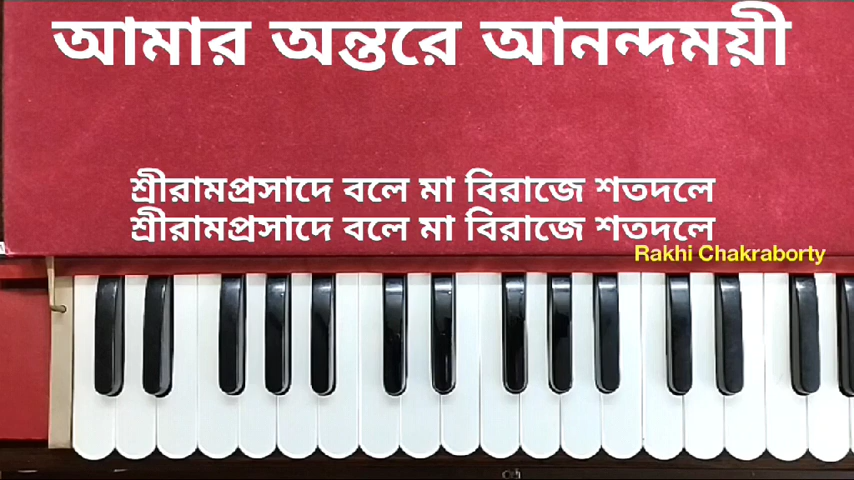 আমার অন্তরে আনন্দময়ী
শ্রীরামপ্রসাদে বলে মা বিরাজে শতদলে
শ্রীরামপ্রসাদে বলে মা বিরাজে শতদলে
Rakhi Chakraborty